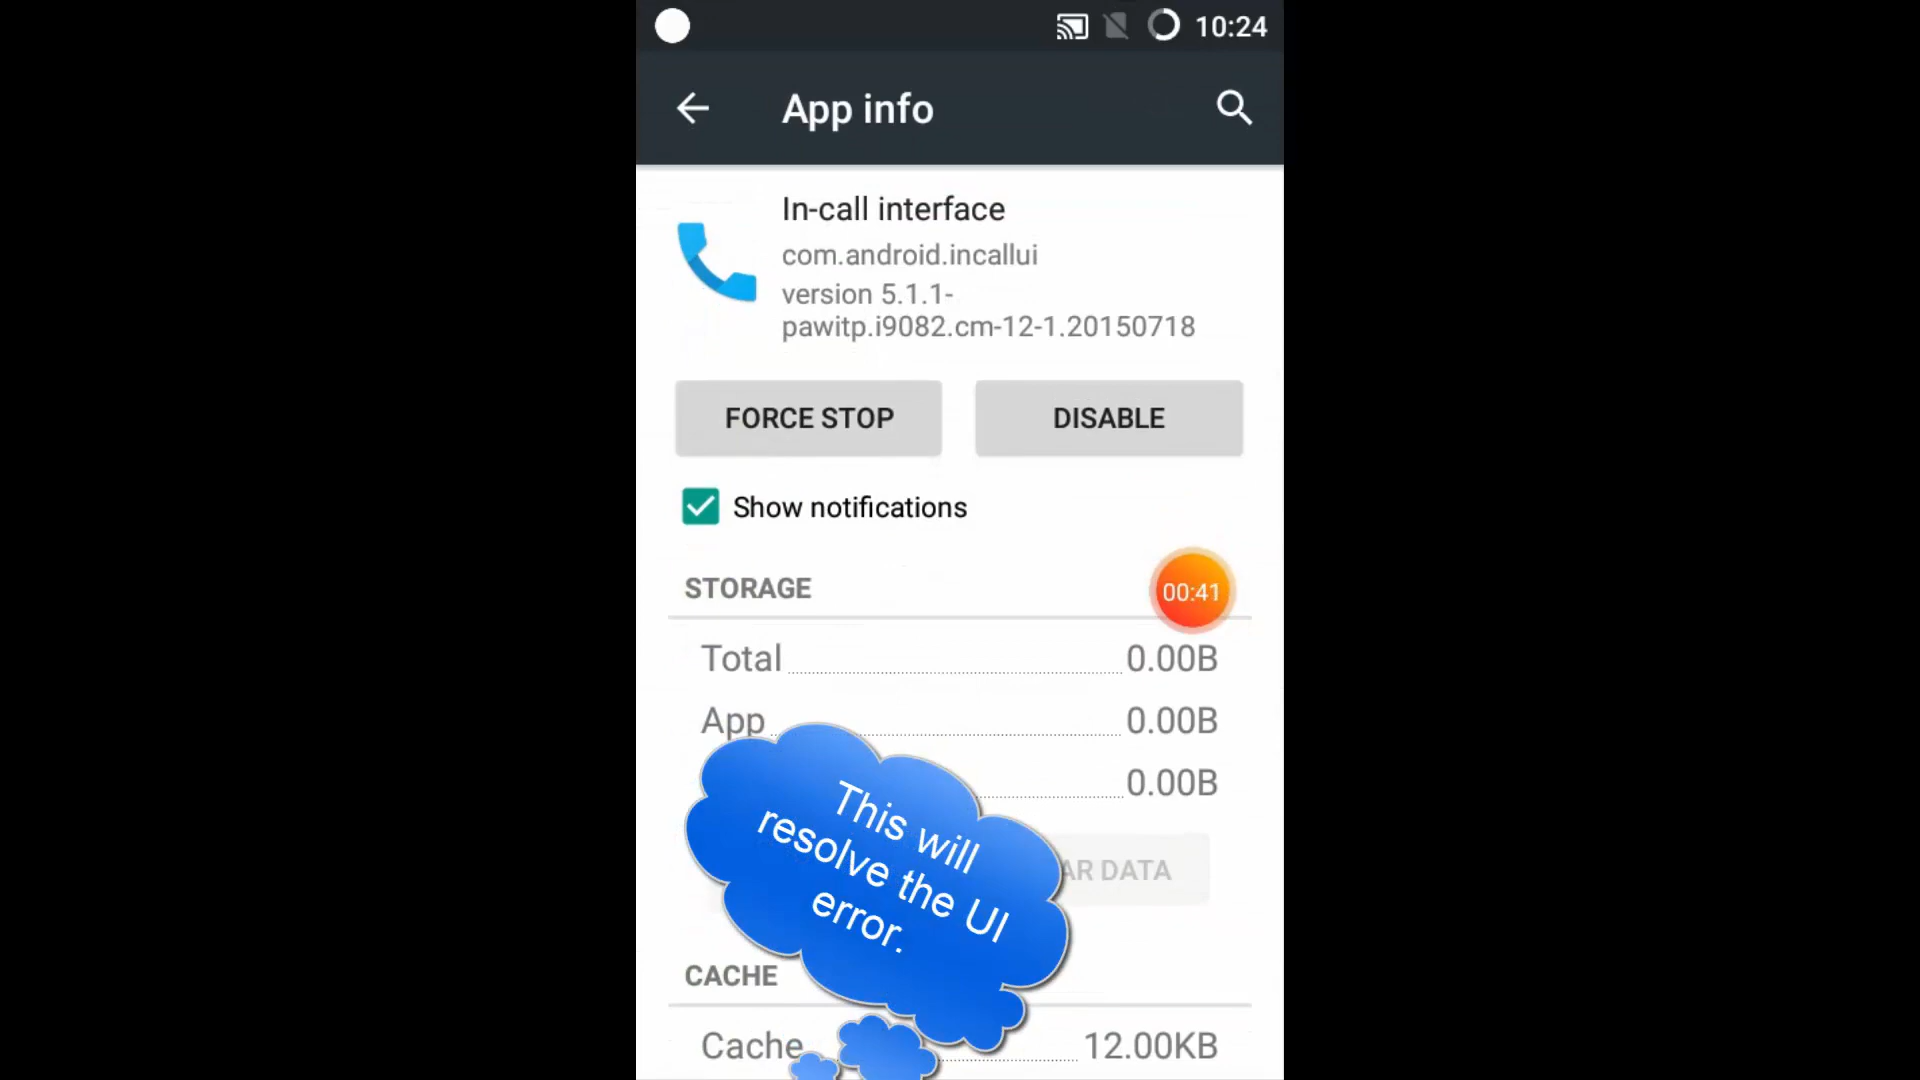 10:24
App info
In-call interface
com.android.incallui
version 5.1.1-
pawitp.i9082.cm-12-1.20150718
FORCE STOP
DISABLE
Show notifications
STORAGE
00:41
Total 0.00B
App 0.00B
0.00B
AR DATA
This will
resolve the UI
error.
CACHE
Cache 12.00KB